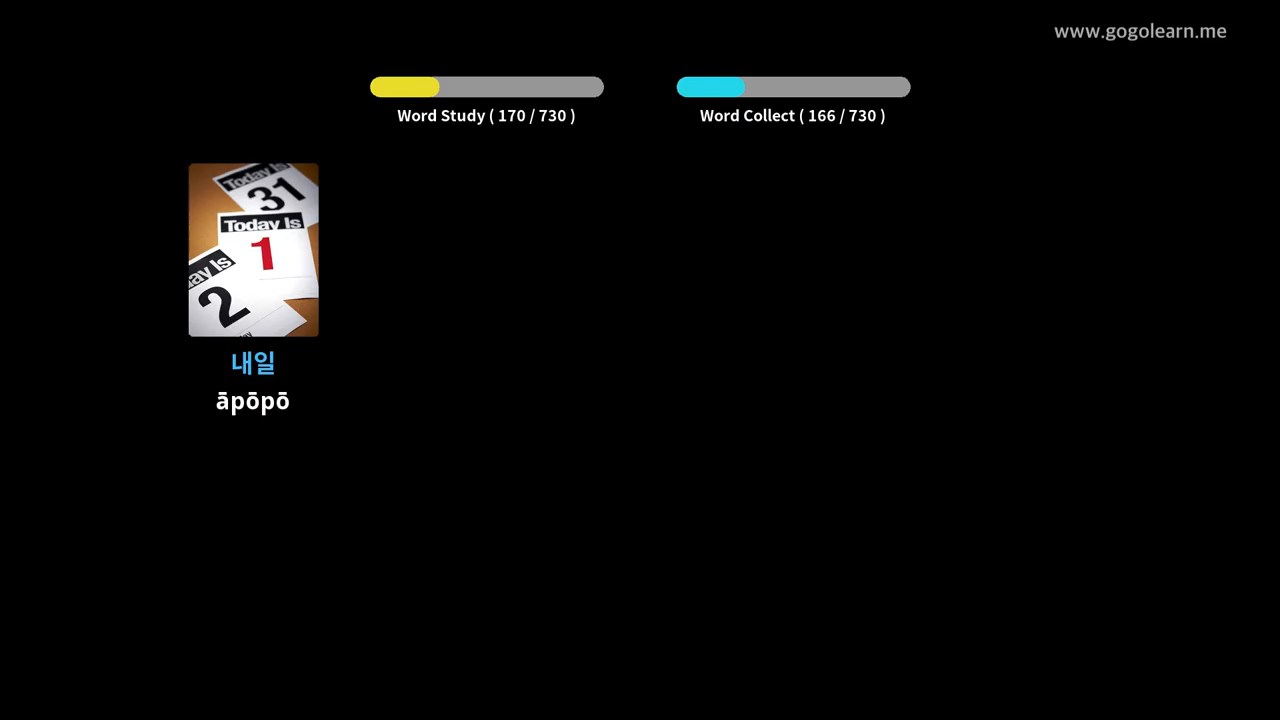 www.gogolearn.me
Word Study ( 170 / 730 )
Word Collect ( 166 / 730 )
Today Is
31
Today Is
1
ay Is
2
내일
āpōpō